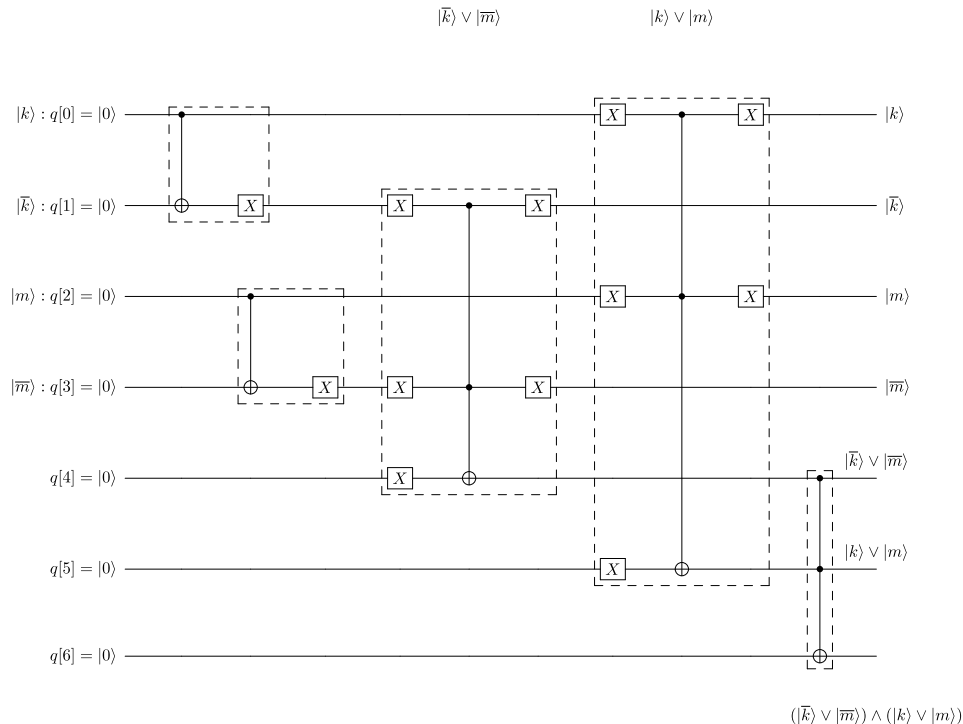 |k̅⟩ ∨ |m̅⟩ |k⟩ ∨ |m⟩
|k⟩ : q[0] = |0⟩ X X |k⟩
|k̅⟩ : q[1] = |0⟩ X X X |k̅⟩
|m⟩ : q[2] = |0⟩ X X |m⟩
|m̅⟩ : q[3] = |0⟩ X X X |m̅⟩
|k̅⟩ ∨ |m̅⟩
q[4] = |0⟩ X
|k⟩ ∨ |m⟩
q[5] = |0⟩ X
q[6] = |0⟩
(|k̅⟩ ∨ |m̅⟩) ∧ (|k⟩ ∨ |m⟩)